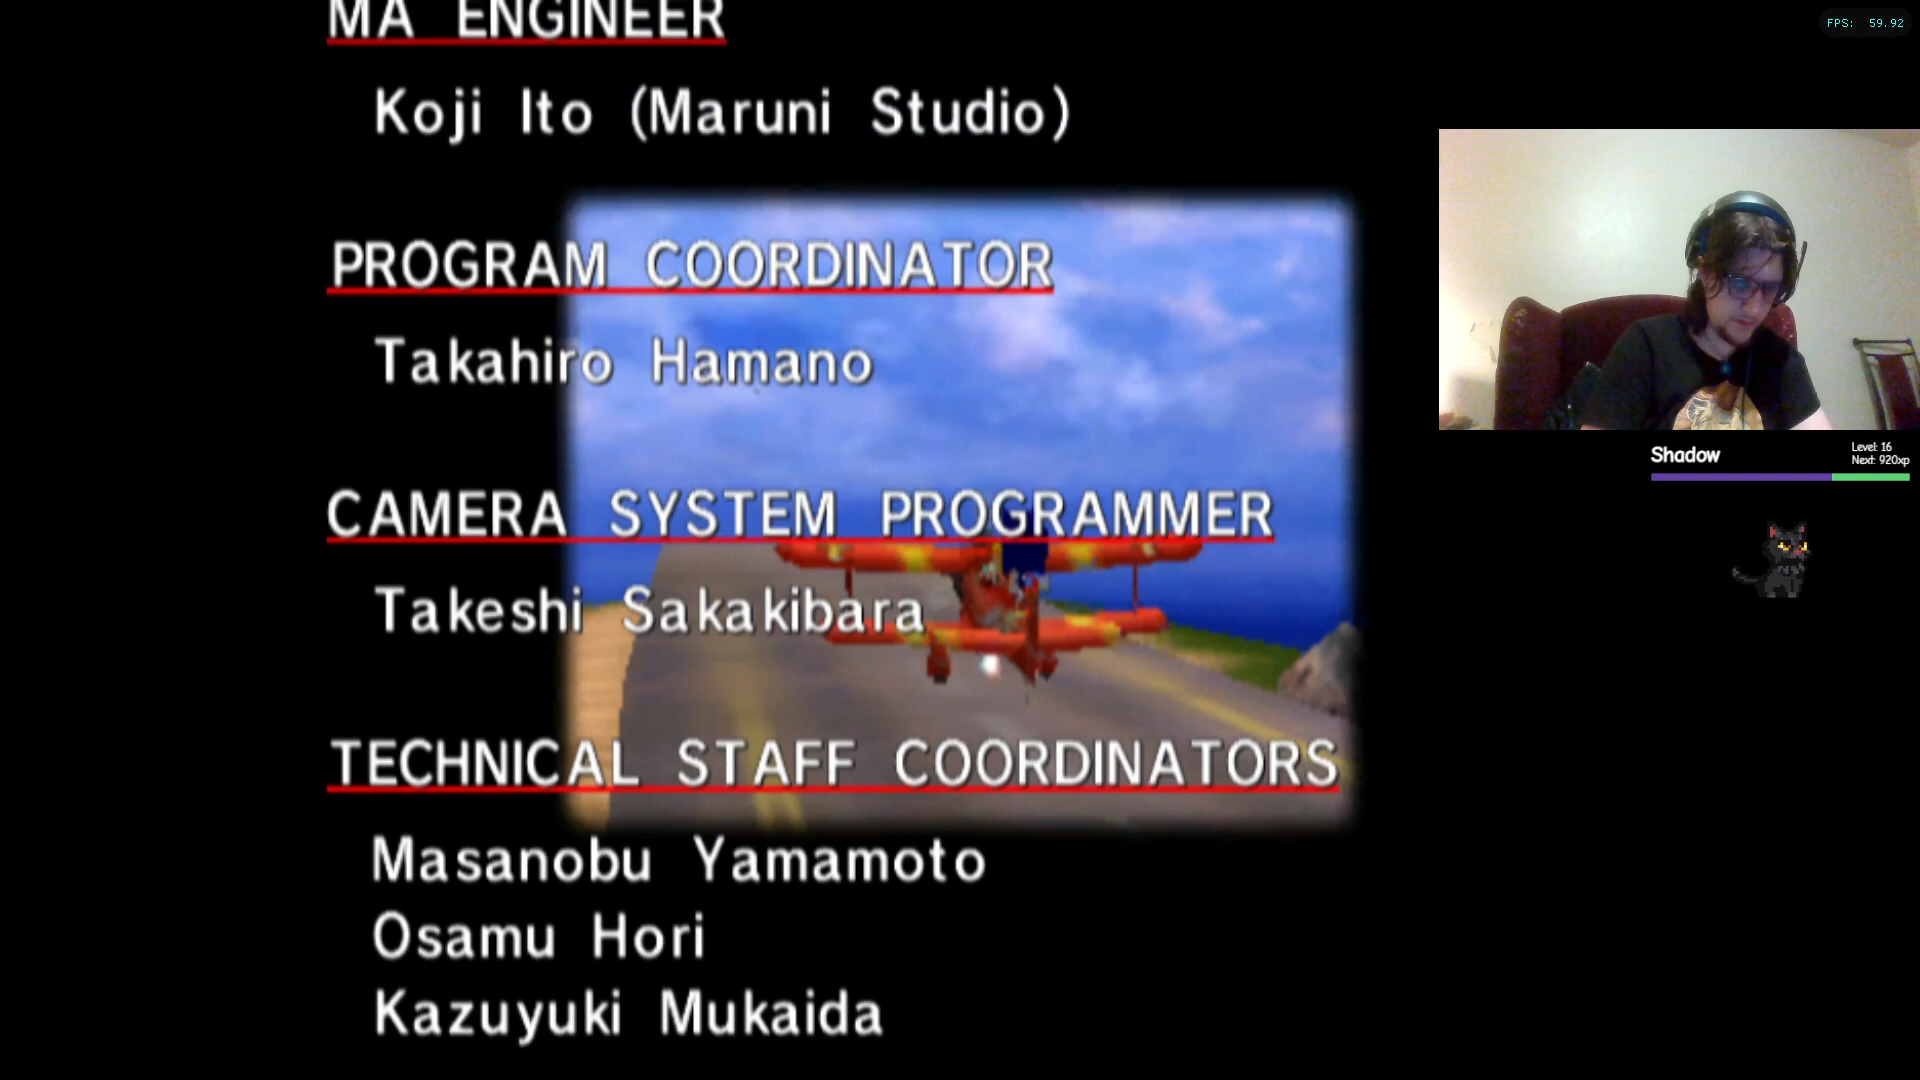 MA ENGINEER
Koji Ito (Maruni Studio)
PROGRAM COORDINATOR
Takahiro Hamano
CAMERA SYSTEM PROGRAMMER
Takeshi Sakakibara
TECHNICAL STAFF COORDINATORS
Masanobu Yamamoto
Osamu Hori
Kazuyuki Mukaida
FPS: 59.92
Shadow
Level: 16
Next: 920xp